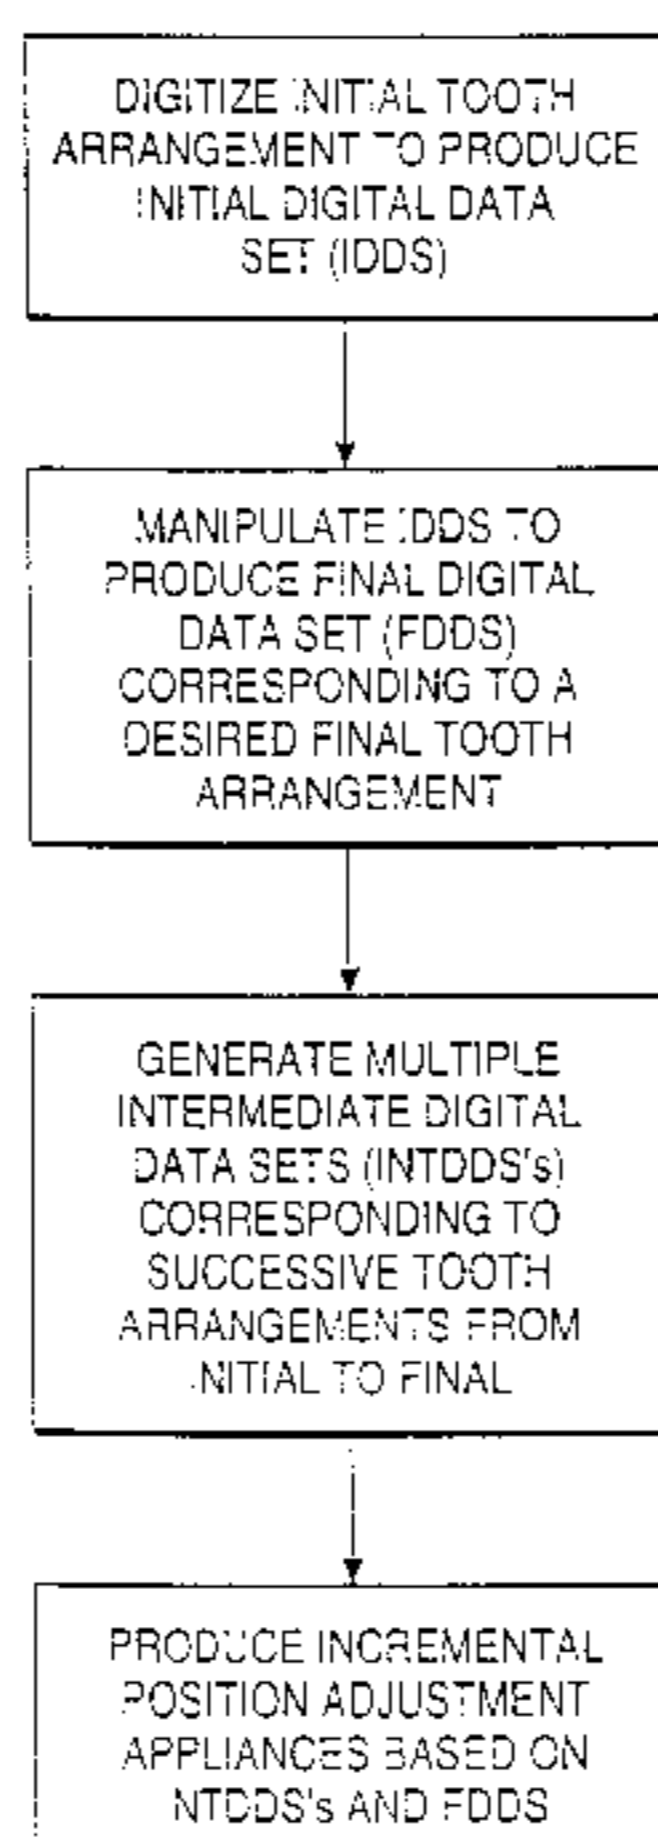 DIGITIZE INITIAL TOOTH
ARRANGEMENT TO PRODUCE
INITIAL DIGITAL DATA
SET (IDDS)
MANIPULATE IDDS TO
PRODUCE FINAL DIGITAL
DATA SET (FDDS)
CORRESPONDING TO A
DESIRED FINAL TOOTH
ARRANGEMENT
GENERATE MULTIPLE
INTERMEDIATE DIGITAL
DATA SETS (INTDDS's)
CORRESPONDING TO
SUCCESSIVE TOOTH
ARRANGEMENTS FROM
INITIAL TO FINAL
PRODUCE INCREMENTAL
POSITION ADJUSTMENT
APPLIANCES BASED ON
NTDDS's AND FDDS